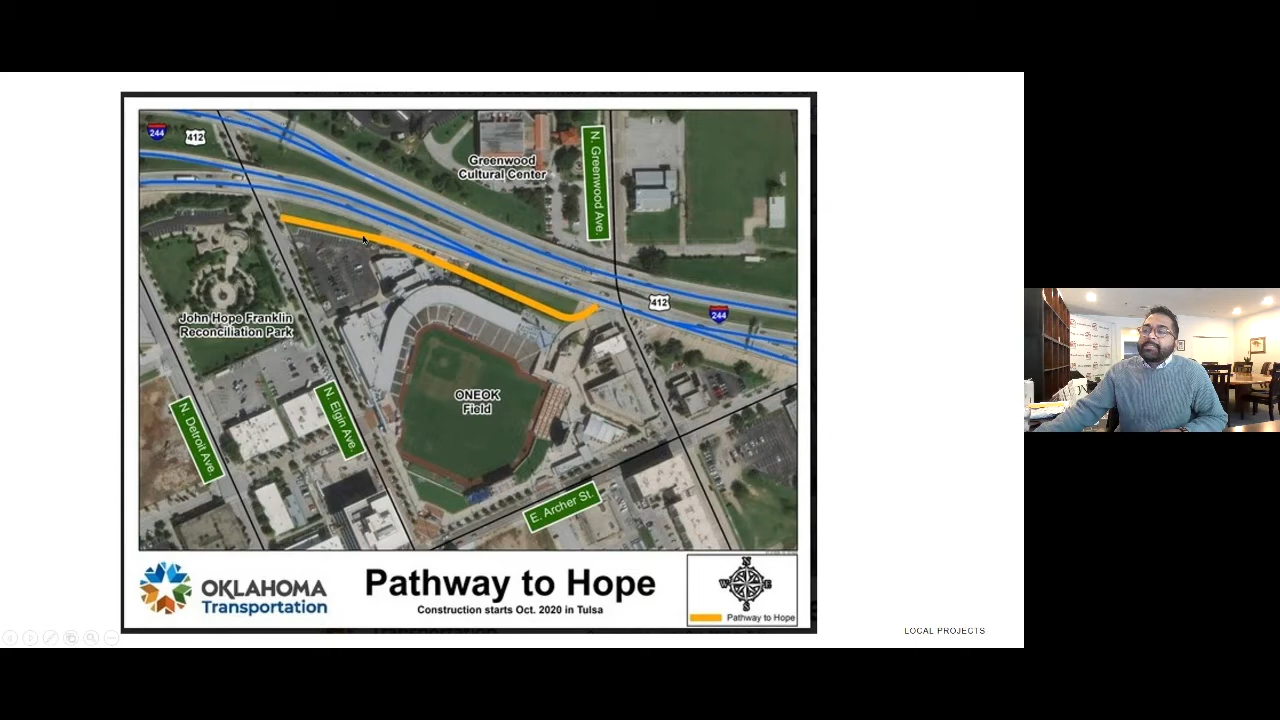 244
412
Greenwood
Cultural Center
N. Greenwood Ave.
412
244
John Hope Franklin
Reconciliation Park
ONEOK
Field
N. Elgin Ave.
N. Detroit Ave.
E. Archer St.
OKLAHOMA
Transportation
Pathway to Hope
Construction starts Oct. 2020 in Tulsa
N
W
E
S
Pathway to Hope
LOCAL PROJECTS